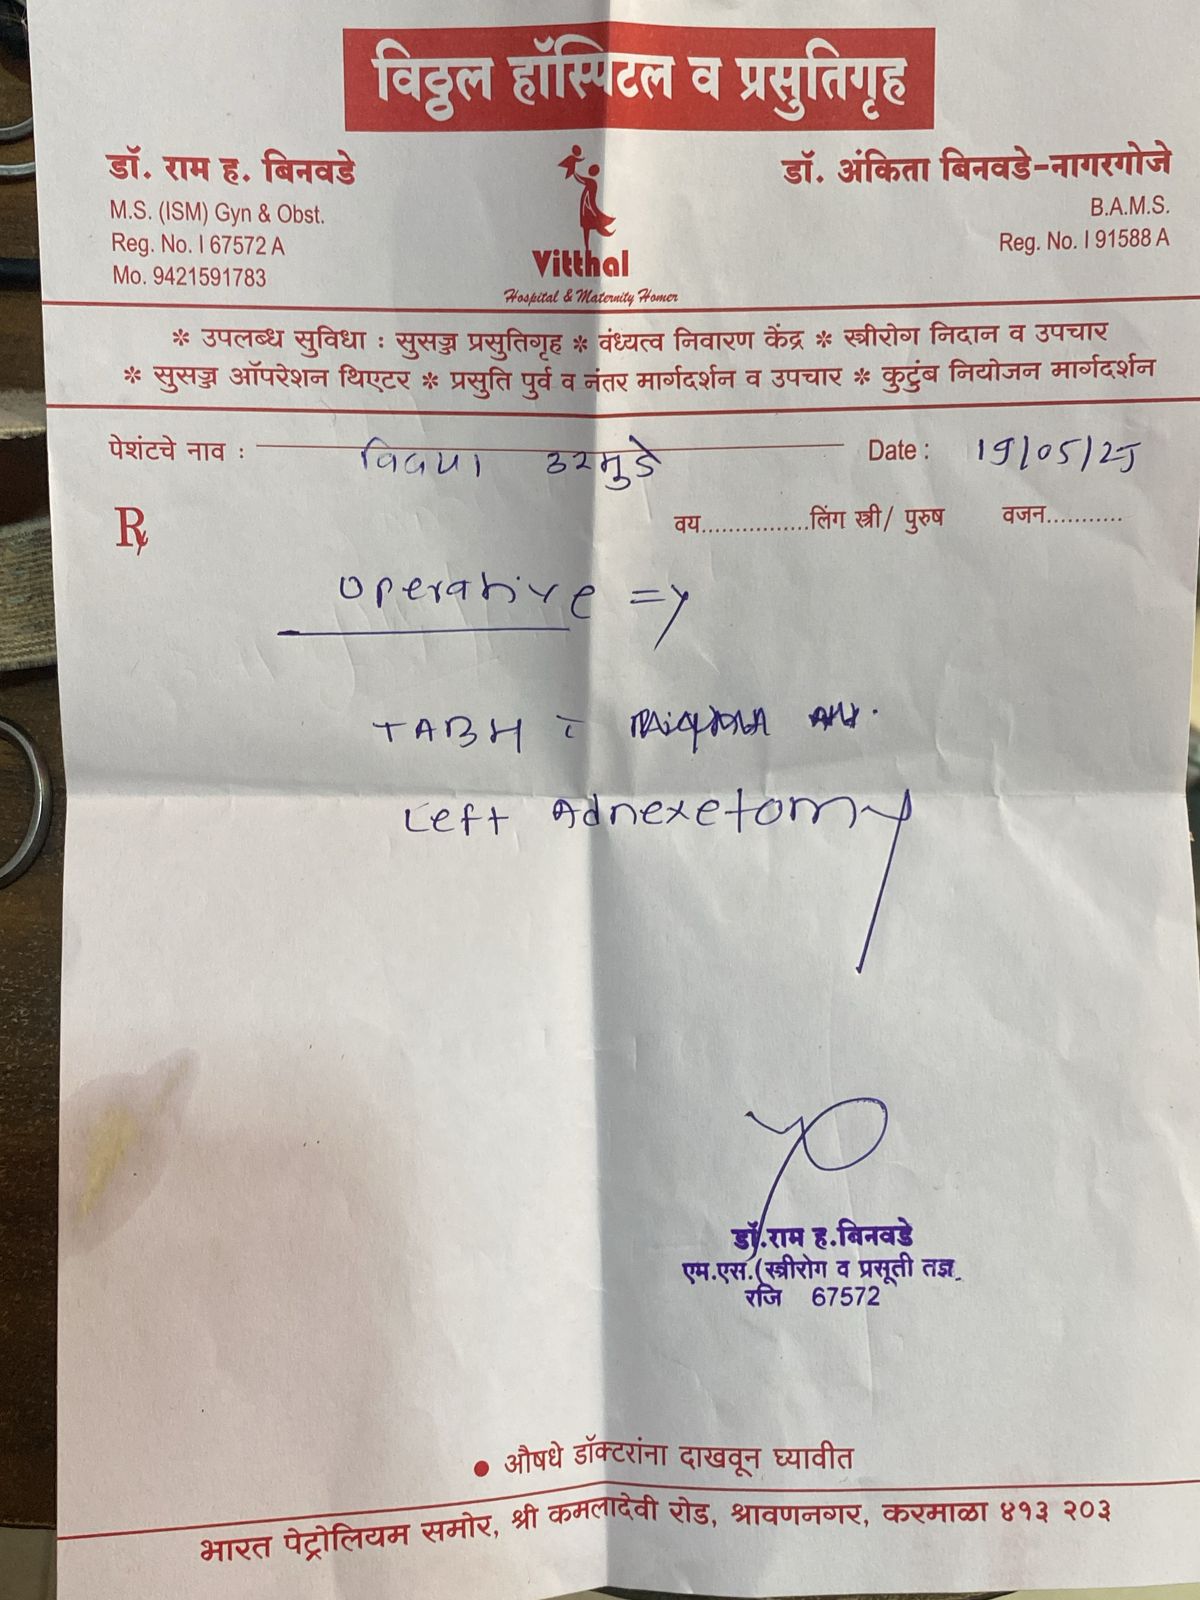 विठ्ठल हॉस्पिटल व प्रसुतिगृह
डॉ. राम ह. बिनवडे
M.S. (ISM) Gyn & Obst.
Reg. No. I 67572 A
Mo. 9421591783
Vitthal
Hospital & Maternity Homer
डॉ. अंकिता बिनवडे-नागरगोजे
B.A.M.S.
Reg. No. I 91588 A
* उपलब्ध सुविधा : सुसज्ज प्रसुतिगृह * वंध्यत्व निवारण केंद्र * स्त्रीरोग निदान व उपचार
* सुसज्ज ऑपरेशन थिएटर * प्रसुति पुर्व व नंतर मार्गदर्शन व उपचार * कुटुंब नियोजन मार्गदर्शन
पेशंटचे नाव : Date : 19/05/25
℞ वय................लिंग स्त्री/ पुरुष वजन...........
operative =>
Left Adnexetomy
डॉ.राम ह.बिनवडे
एम.एस.(स्त्रीरोग व प्रसूती तज्ञ
रजि 67572
• औषधे डॉक्टरांना दाखवून घ्यावीत
भारत पेट्रोलियम समोर, श्री कमलादेवी रोड, श्रावणनगर, करमाळा ४१३ २०३